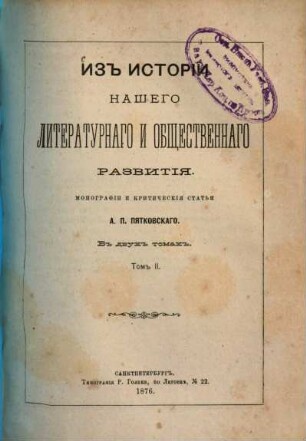 ИЗЪ ИСТОРІИ
НАШЕГО
ЛИТЕРАТУРНАГО И ОБЩЕСТВЕННАГО
РАЗВИТІЯ.
МОНОГРАФІИ И КРИТИЧЕСКІЯ СТАТЬИ
А. П. ПЯТКОВСКАГО.
Въ двухъ томахъ.
Томъ II.
САНКТПЕТЕРБУРГЪ.
Типографія Р. Голике, по Лиговкѣ, № 22.
1876.